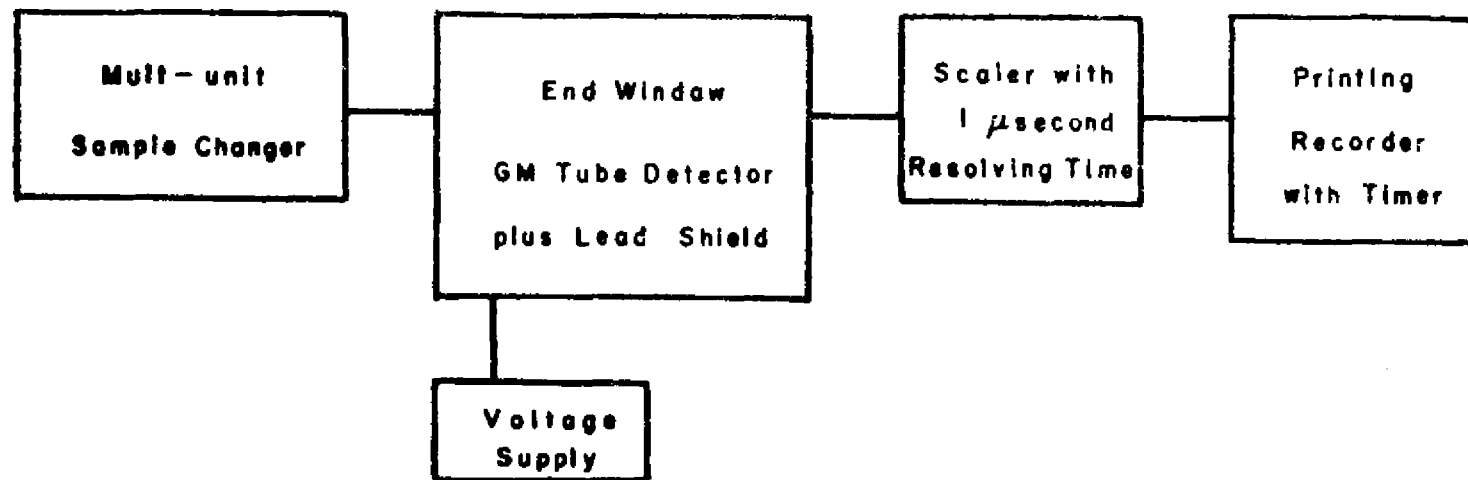 Mult-unit
Sample Changer
End Windaw
GM Tube Detector
plus Lead Shield
Scaler with
1 μsecond
Resolving Time
Printing
Recorder
with Timer
Voltage
Supply